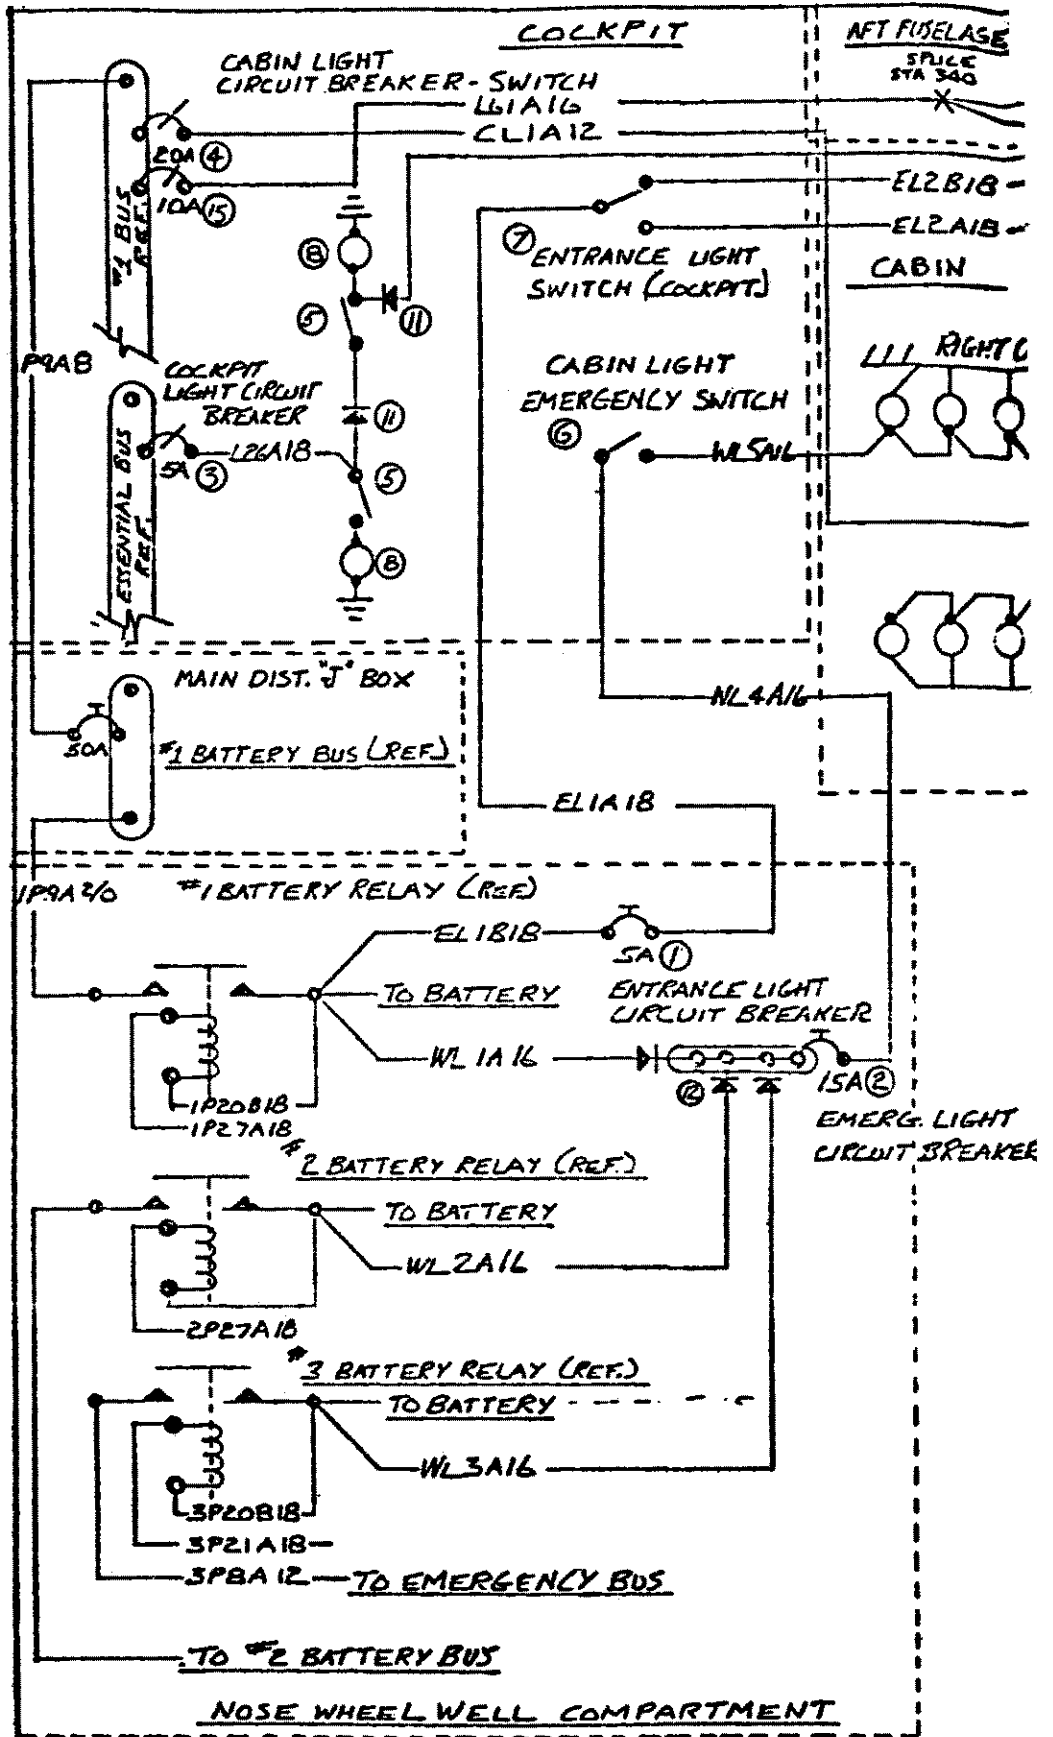 COCKPIT
AFT FUSELAGE
SPLICE
STA 340
CABIN LIGHT
CIRCUIT BREAKER - SWITCH
LG1A16
CL1A12
20A 4
10A 15
#1 BUS
REF.
8
5
11
EL2B18
EL2A18
7
ENTRANCE LIGHT
SWITCH (COCKPIT)
CABIN
P9A8
COCKPIT
LIGHT CIRCUIT
BREAKER
CABIN LIGHT
EMERGENCY SWITCH
6
RIGHT
11
L26A18
5A 3
5
WL5A16
ESSENTIAL BUS
REF.
8
MAIN DIST. "J" BOX
50A
#1 BATTERY BUS (REF.)
NL4A16
EL1A18
1P9A2/0
#1 BATTERY RELAY (REF)
EL1B18
5A 1
TO BATTERY
ENTRANCE LIGHT
CIRCUIT BREAKER
WL1A16
12
15A 2
1P20B18
1P27A18
EMERG. LIGHT
CIRCUIT BREAKER
#2 BATTERY RELAY (REF.)
TO BATTERY
WL2A16
2P27A18
#3 BATTERY RELAY (REF.)
TO BATTERY
WL3A16
3P20B18
3P21A18
3P8A12 TO EMERGENCY BUS
TO #2 BATTERY BUS
NOSE WHEEL WELL COMPARTMENT